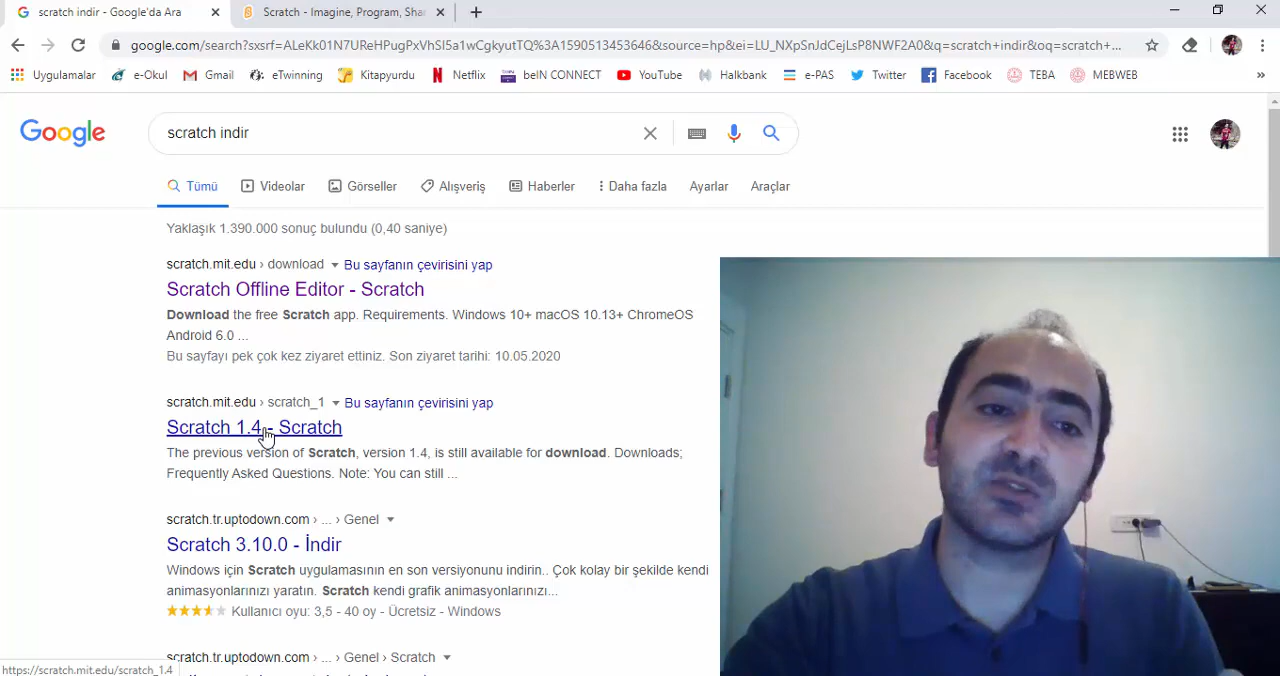 scratch indir - Google'da Ara
Scratch - Imagine, Program, Shar
google.com/search?sxsrf=ALeKk01N7UReHPugPxVhSI5a1wCgkyutTQ%3A1590513453646&source=hp&ei=LU_NXpSnJdCejLsP8NWF2A0&q=scratch+indir&oq=scratch+...
Uygulamalar e-Okul Gmail eTwinning Kitapyurdu Netflix beIN CONNECT YouTube Halkbank e-PAS Twitter Facebook TEBA MEBWEB »
Google
scratch indir
Tümü Videolar Görseller Alışveriş Haberler Daha fazla Ayarlar Araçlar
Yaklaşık 1.390.000 sonuç bulundu (0,40 saniye)
scratch.mit.edu › download Bu sayfanın çevirisini yap
Scratch Offline Editor - Scratch
Download the free Scratch app. Requirements. Windows 10+ macOS 10.13+ ChromeOS
Android 6.0 ...
Bu sayfayı pek çok kez ziyaret ettiniz. Son ziyaret tarihi: 10.05.2020
scratch.mit.edu › scratch_1 Bu sayfanın çevirisini yap
Scratch 1.4 - Scratch
The previous version of Scratch, version 1.4, is still available for download. Downloads;
Frequently Asked Questions. Note: You can still ...
scratch.tr.uptodown.com › ... › Genel
Scratch 3.10.0 - İndir
Windows için Scratch uygulamasının en son versiyonunu indirin.. Çok kolay bir şekilde kendi
animasyonlarınızı yaratın. Scratch kendi grafik animasyonlarınızı...
Kullanıcı oyu: 3,5 - 40 oy - Ücretsiz - Windows
scratch.tr.uptodown.com › ... › Genel › Scratch
https://scratch.mit.edu/scratch_1.4